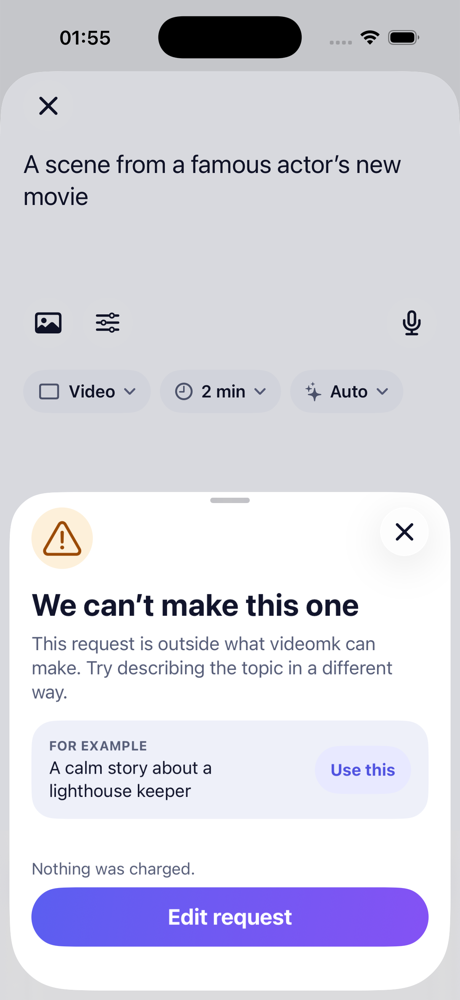 01:55
A scene from a famous actor’s new
movie
Video
2 min
Auto
We can’t make this one
This request is outside what videomk can
make. Try describing the topic in a different
way.
FOR EXAMPLE
A calm story about a
lighthouse keeper
Use this
Nothing was charged.
Edit request